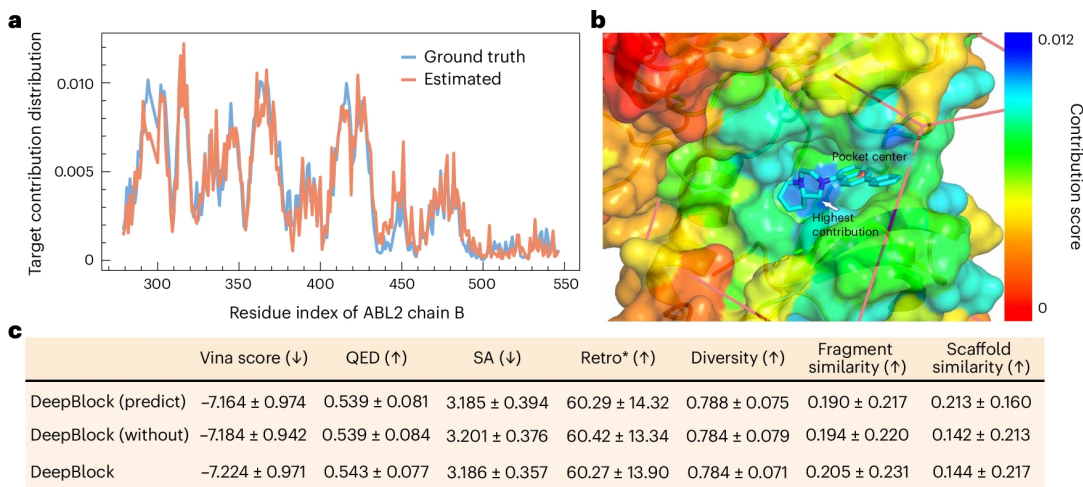 a
Target contribution distribution
0.010
0.005
0
300
350
400
450
500
550
Residue index of ABL2 chain B
Ground truth
Estimated
b
Pocket center
Highest
contribution
0.012
0
Contribution score
c
Vina score (↓) QED (↑) SA (↓) Retro* (↑) Diversity (↑) Fragment similarity (↑) Scaffold similarity (↑)
DeepBlock (predict) −7.164 ± 0.974 0.539 ± 0.081 3.185 ± 0.394 60.29 ± 14.32 0.788 ± 0.075 0.190 ± 0.217 0.213 ± 0.160
DeepBlock (without) −7.184 ± 0.942 0.539 ± 0.084 3.201 ± 0.376 60.42 ± 13.34 0.784 ± 0.079 0.194 ± 0.220 0.142 ± 0.213
DeepBlock −7.224 ± 0.971 0.543 ± 0.077 3.186 ± 0.357 60.27 ± 13.90 0.784 ± 0.071 0.205 ± 0.231 0.144 ± 0.217